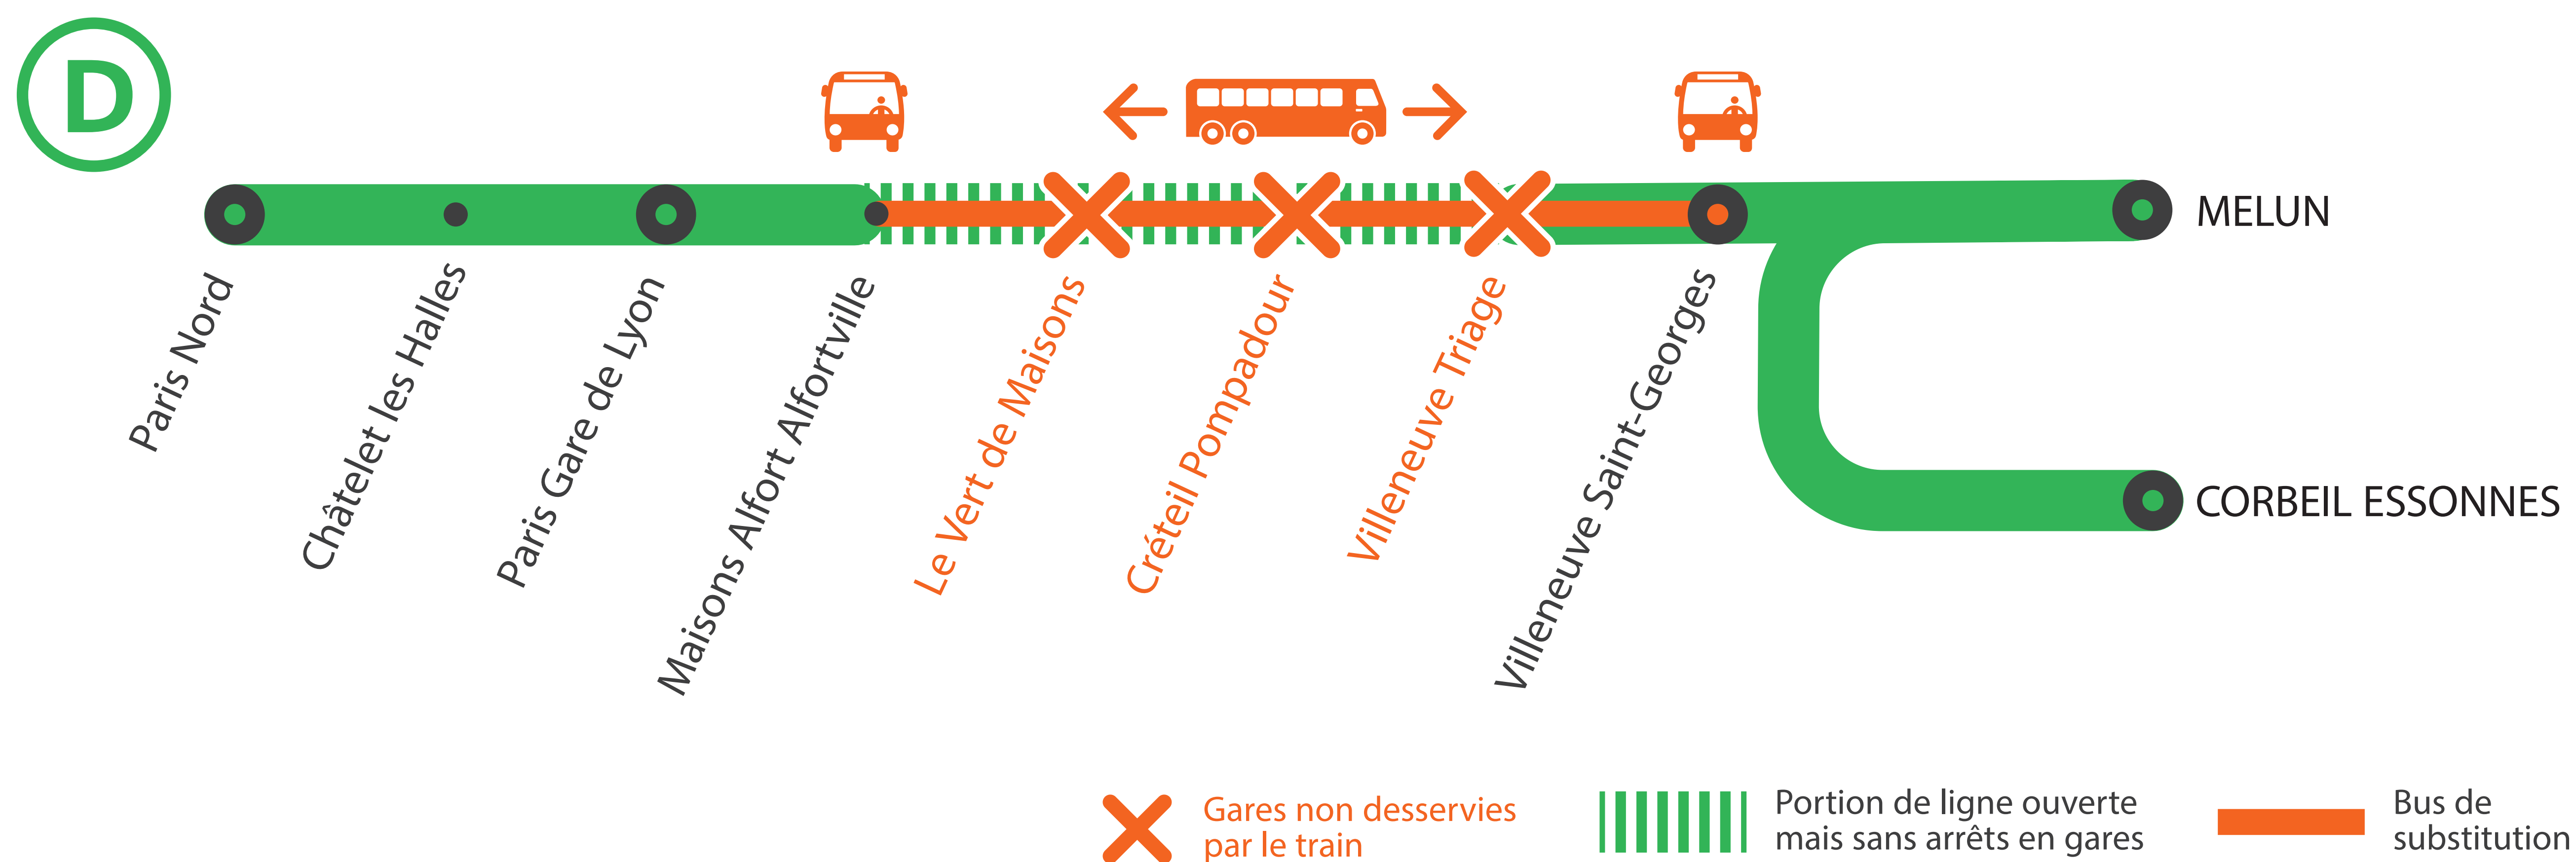 D
Paris Nord
Châtelet les Halles
Paris Gare de Lyon
Maisons Alfort Alfortville
Le Vert de Maisons
Créteil Pompadour
Villeneuve Triage
Villeneuve Saint-Georges
MELUN
CORBEIL ESSONNES
Gares non desservies
par le train
Portion de ligne ouverte
mais sans arrêts en gares
Bus de
substitution